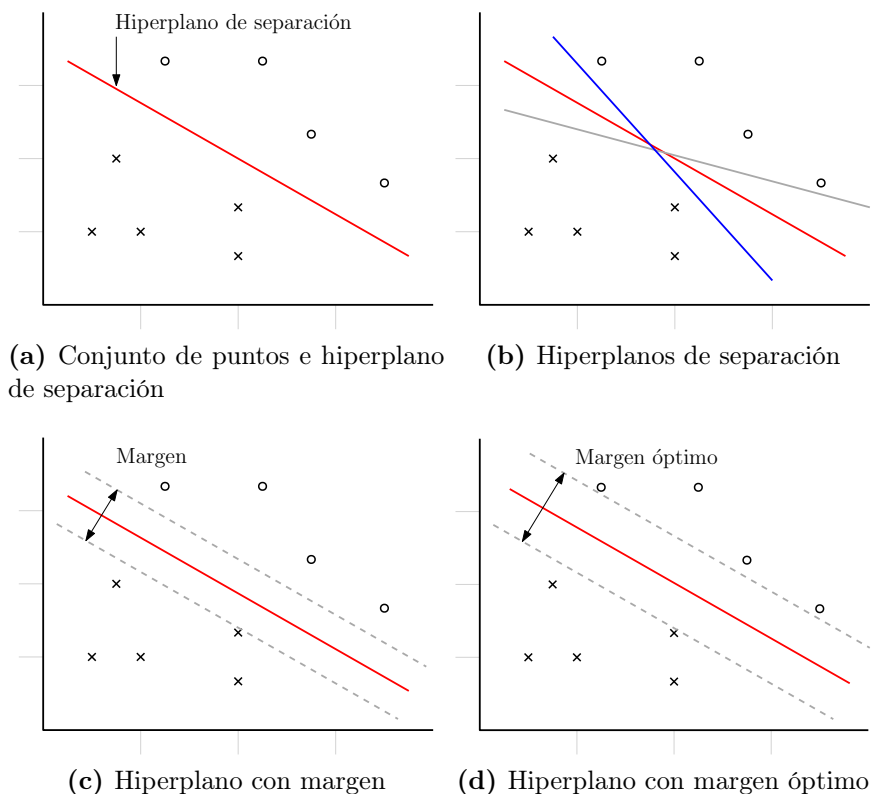 Hiperplano de separación
(a) Conjunto de puntos e hiperplano
de separación
(b) Hiperplanos de separación
Margen
(c) Hiperplano con margen
Margen óptimo
(d) Hiperplano con margen óptimo